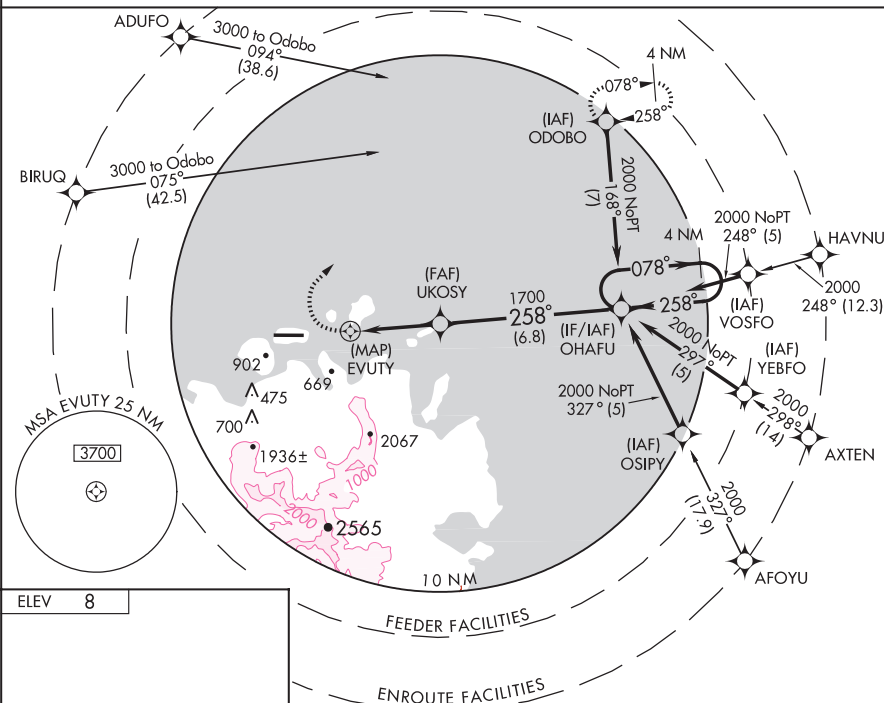 ADUFO
3000 to Odobo
094°
(38.6)
4 NM
078°
258°
(IAF)
ODOBO
BIRUQ
3000 to Odobo
075°
(42.5)
2000 NoPT
168°
(7)
2000 NoPT
248° (5)
HAVNU
4 NM
078°
(FAF)
UKOSY
1700
258°
(6.8)
258°
(IF/IAF)
OHAFU
(IAF)
VOSFO
2000
248° (12.3)
(MAP)
EVUTY
902
669
475
700
2000 NoPT
297°
(5)
(IAF)
YEBFO
2000 NoPT
327° (5)
2000
298°
(14)
MSA EVUTY 25 NM
3700
1936±
2067
1000
2000
2565
(IAF)
OSIPY
AXTEN
2000
327°
(17.9)
10 NM
AFOYU
ELEV 8
FEEDER FACILITIES
ENROUTE FACILITIES